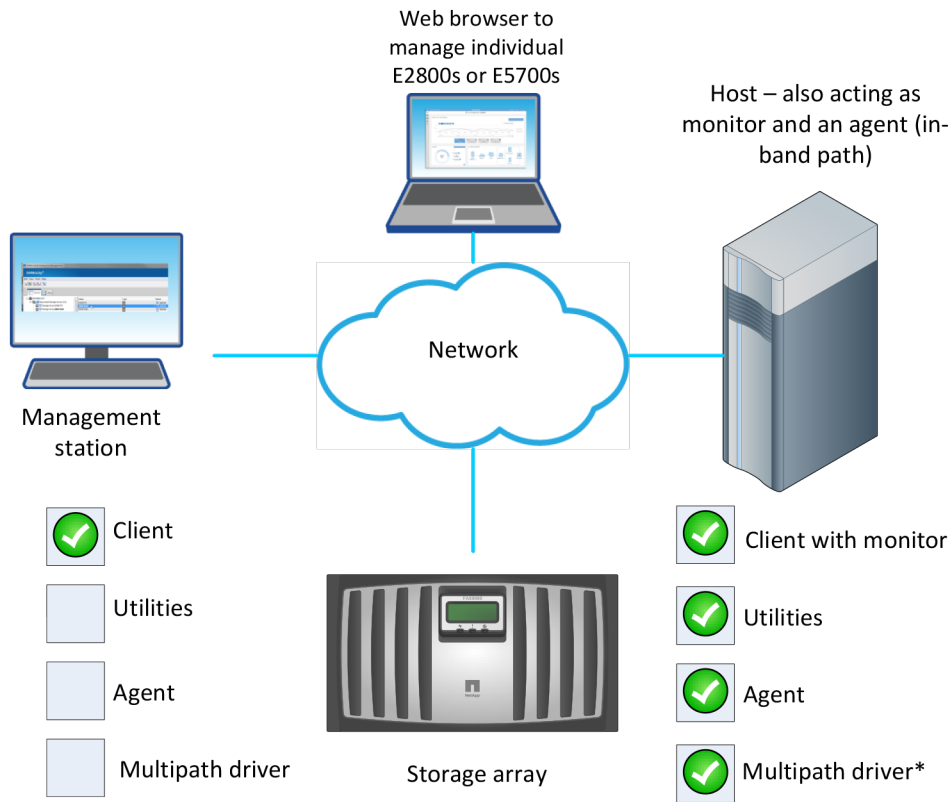 Web browser to
manage individual
E2800s or E5700s
Host – also acting as
monitor and an agent (in-
band path)
Network
Management
station
Client
Utilities
Agent
Multipath driver
NetApp
Storage array
Client with monitor
Utilities
Agent
Multipath driver*